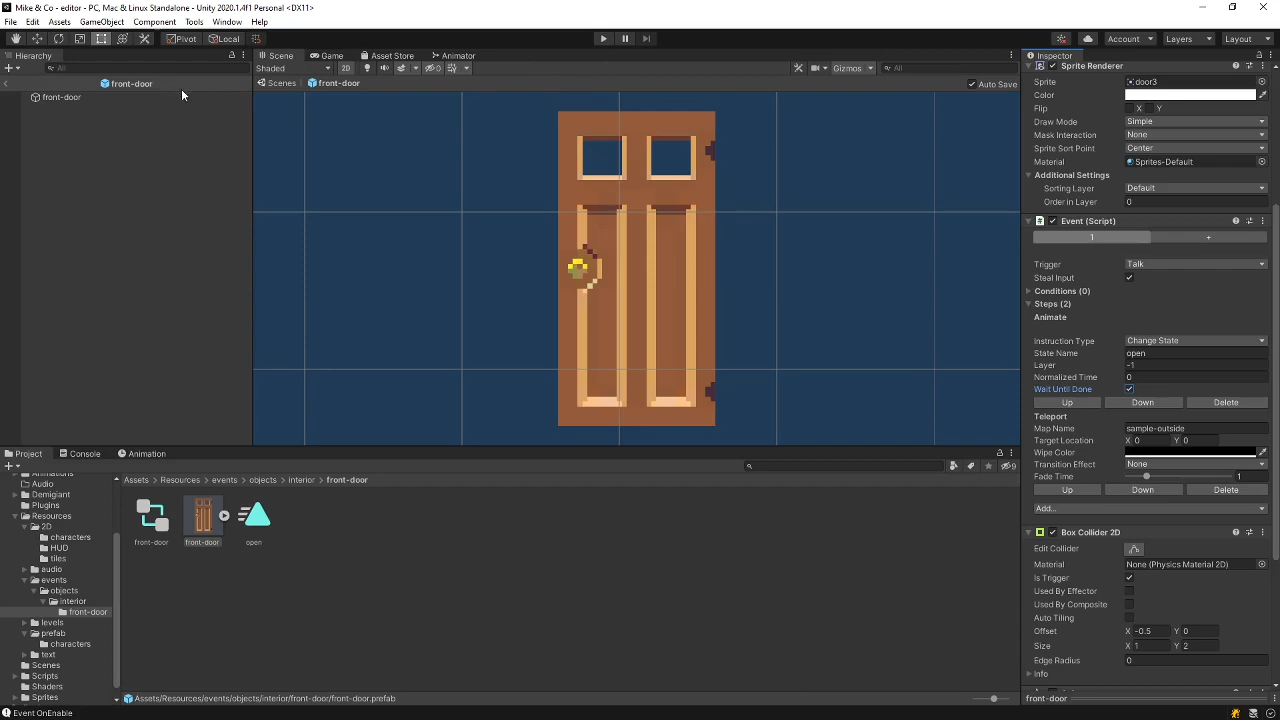 Mike & Co - editor - PC, Mac & Linux Standalone - Unity 2020.1.4f1 Personal <DX11>
File Edit Assets GameObject Component Tools Window Help
Pivot Local Account Layers Layout
Hierarchy Scene Game Asset Store Animator Inspector
All Shaded 2D 0 Gizmos All
front-door
front-door
Scenes front-door Auto Save
Sprite Renderer
Sprite door3
Color
Flip X Y
Draw Mode Simple
Mask Interaction None
Sprite Sort Point Center
Material Sprites-Default
Additional Settings
Sorting Layer Default
Order in Layer 0
Event (Script)
1 +
Trigger Talk
Steal Input
Conditions (0)
Steps (2)
Animate
Instruction Type Change State
State Name open
Layer -1
Normalized Time 0
Wait Until Done
Up Down Delete
Teleport
Map Name sample-outside
Target Location X 0 Y 0
Wipe Color
Transition Effect None
Fade Time 1
Up Down Delete
Add...
Box Collider 2D
Edit Collider
Material None (Physics Material 2D)
Is Trigger
Used By Effector
Used By Composite
Auto Tiling
Offset X -0.5 Y 0
Size X 1 Y 2
Edge Radius 0
Info
front-door
Project Console Animation
9
Animations
Audio
Demigiant
Plugins
Resources
2D
characters
HUD
tiles
audio
events
objects
interior
front-door
levels
prefab
characters
text
Scenes
Scripts
Shaders
Sprites
Assets Resources events objects interior front-door
front-door front-door open
Assets/Resources/events/objects/interior/front-door/front-door.prefab
Event OnEnable